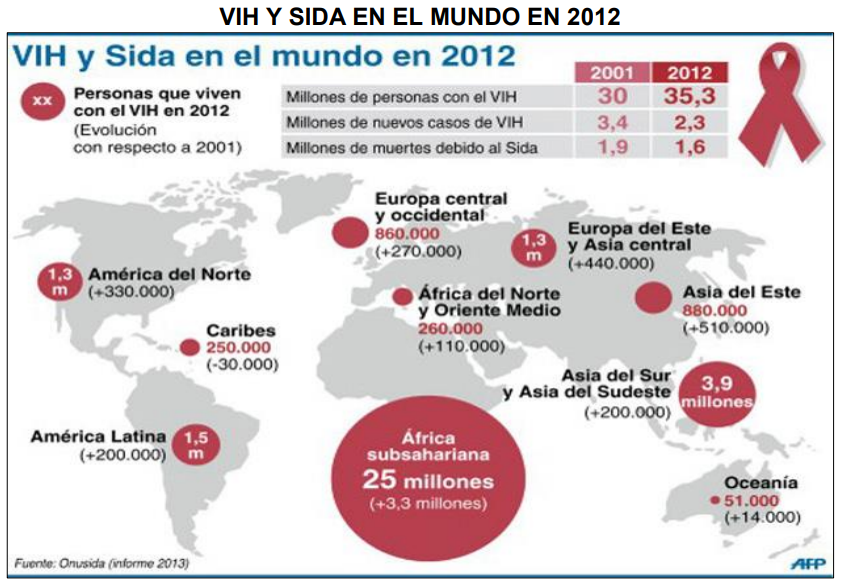 VIH Y SIDA EN EL MUNDO EN 2012
VIH y Sida en el mundo en 2012
xx
Personas que viven
con el VIH en 2012
(Evolución
con respecto a 2001)
2001 2012
Millones de personas con el VIH 30 35,3
Millones de nuevos casos de VIH 3,4 2,3
Millones de muertes debido al Sida 1,9 1,6
Europa central
y occidental
860.000
(+270.000)
1,3
m
Europa del Este
y Asia central
(+440.000)
1,3
m
América del Norte
(+330.000)
África del Norte
y Oriente Medio
260.000
(+110.000)
Asia del Este
880.000
(+510.000)
Caribes
250.000
(-30.000)
Asia del Sur
y Asia del Sudeste
(+200.000)
3,9
millones
América Latina
(+200.000)
1,5
m
África
subsahariana
25 millones
(+3,3 millones)
Oceanía
51.000
(+14.000)
Fuente: Onusida (informe 2013)
AFP